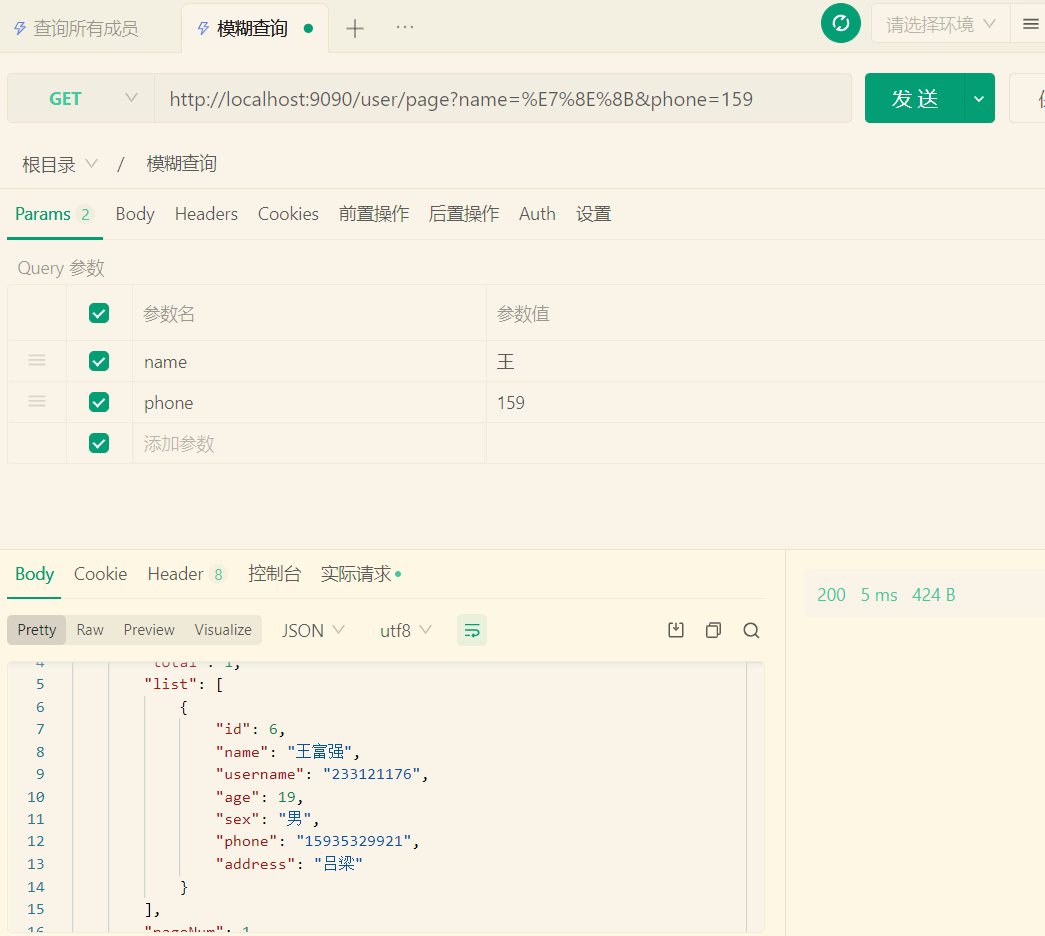 查询所有成员 模糊查询 ··· 请选择环境
GET http://localhost:9090/user/page?name=%E7%8E%8B&phone=159 发 送
根目录 / 模糊查询
Params 2 Body Headers Cookies 前置操作 后置操作 Auth 设置
Query 参数
参数名 参数值
name 王
phone 159
添加参数
Body Cookie Header 8 控制台 实际请求
200 5 ms 424 B
Pretty Raw Preview Visualize JSON utf8
4 "total": 1,
5 "list": [
6 {
7 "id": 6,
8 "name": "王富强",
9 "username": "233121176",
10 "age": 19,
11 "sex": "男",
12 "phone": "15935329921",
13 "address": "吕梁"
14 }
15 ],
16 "pageNum": 1